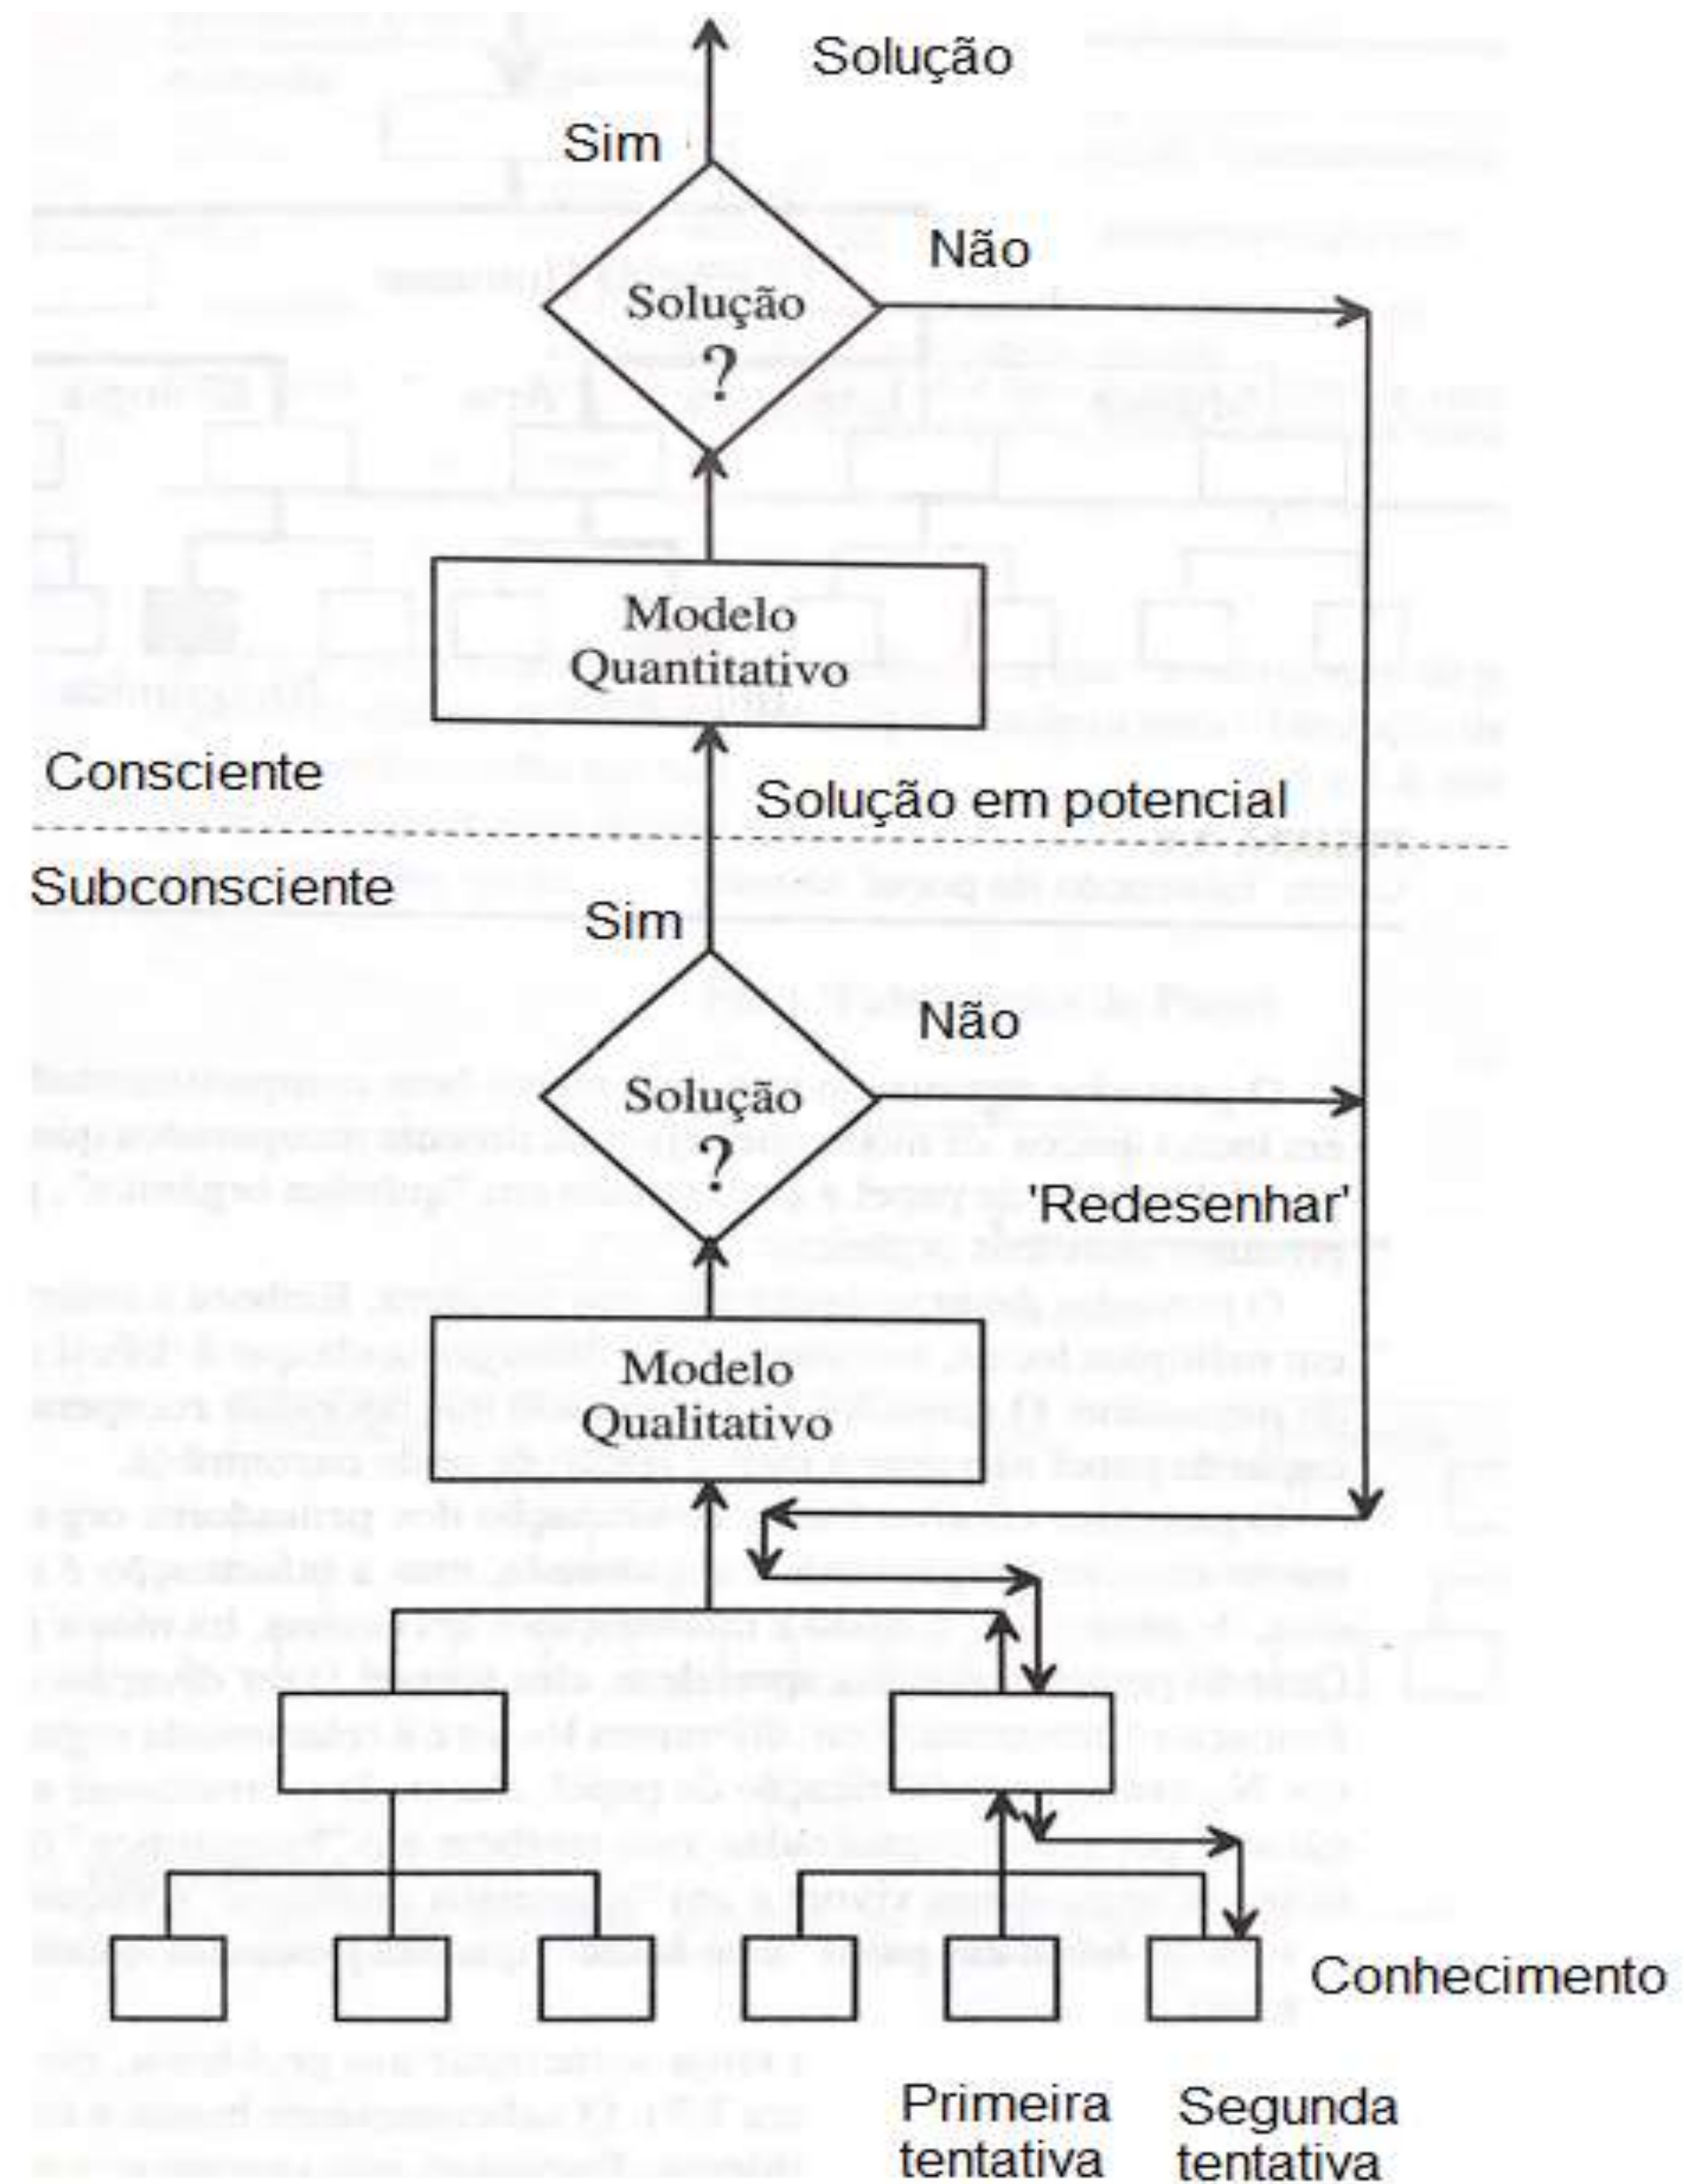 Solução
Sim
Não
Solução
?
Modelo
Quantitativo
Consciente
Solução em potencial
Subconsciente
Sim
Não
Solução
?
'Redesenhar'
Modelo
Qualitativo
Conhecimento
Primeira
tentativa
Segunda
tentativa